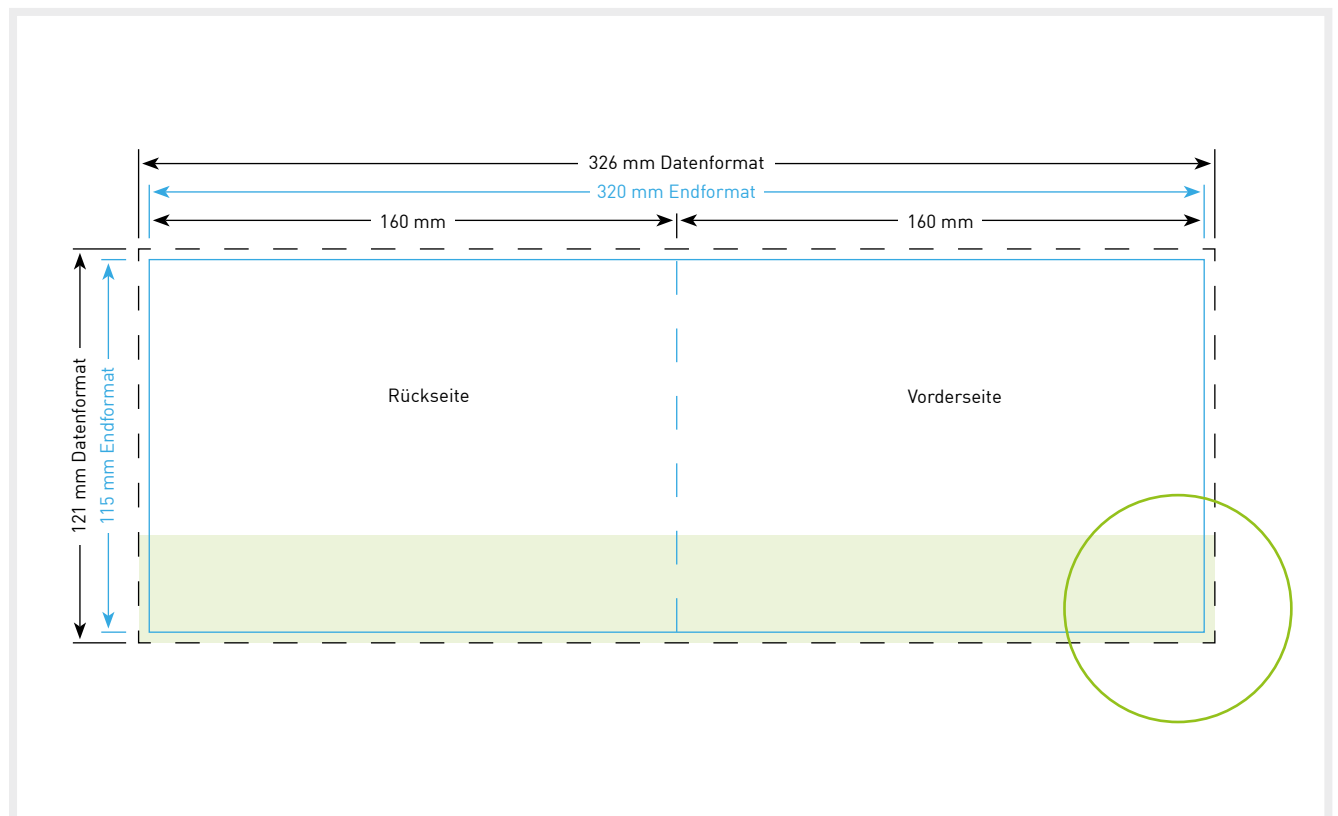 326 mm Datenformat
320 mm Endformat
160 mm
160 mm
121 mm Datenformat
115 mm Endformat
Rückseite
Vorderseite